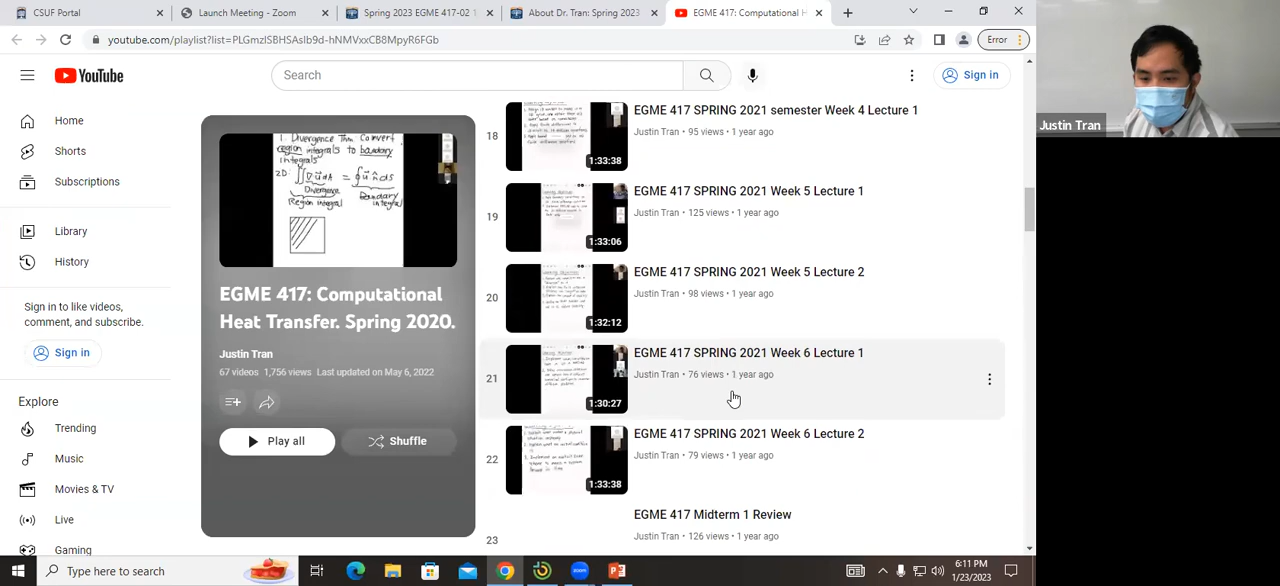 CSUF Portal
Launch Meeting - Zoom
Spring 2023 EGME 417-02
About Dr. Tran: Spring 2023
EGME 417: Computational H
youtube.com/playlist?list=PLGmzISBHSAsIb9d-hNMVxxCB8MpyR6FGb
Error
YouTube
Search
Sign in
Home
Shorts
Subscriptions
Library
History
Sign in to like videos,
comment, and subscribe.
Sign in
Explore
Trending
Music
Movies & TV
Live
Gaming
1. Divergence Thm Convert
region integrals to boundary
integrals
2D:
Divergence
Region integral
Boundary
integral
EGME 417: Computational
Heat Transfer. Spring 2020.
Justin Tran
67 videos 1,756 views Last updated on May 6, 2022
Play all
Shuffle
18
1:33:38
EGME 417 SPRING 2021 semester Week 4 Lecture 1
Justin Tran • 95 views • 1 year ago
19
1:33:06
EGME 417 SPRING 2021 Week 5 Lecture 1
Justin Tran • 125 views • 1 year ago
20
1:32:12
EGME 417 SPRING 2021 Week 5 Lecture 2
Justin Tran • 98 views • 1 year ago
21
1:30:27
EGME 417 SPRING 2021 Week 6 Lecture 1
Justin Tran • 76 views • 1 year ago
22
1:33:38
EGME 417 SPRING 2021 Week 6 Lecture 2
Justin Tran • 79 views • 1 year ago
23
EGME 417 Midterm 1 Review
Justin Tran • 126 views • 1 year ago
Justin Tran
Type here to search
zoom
6:11 PM
1/23/2023